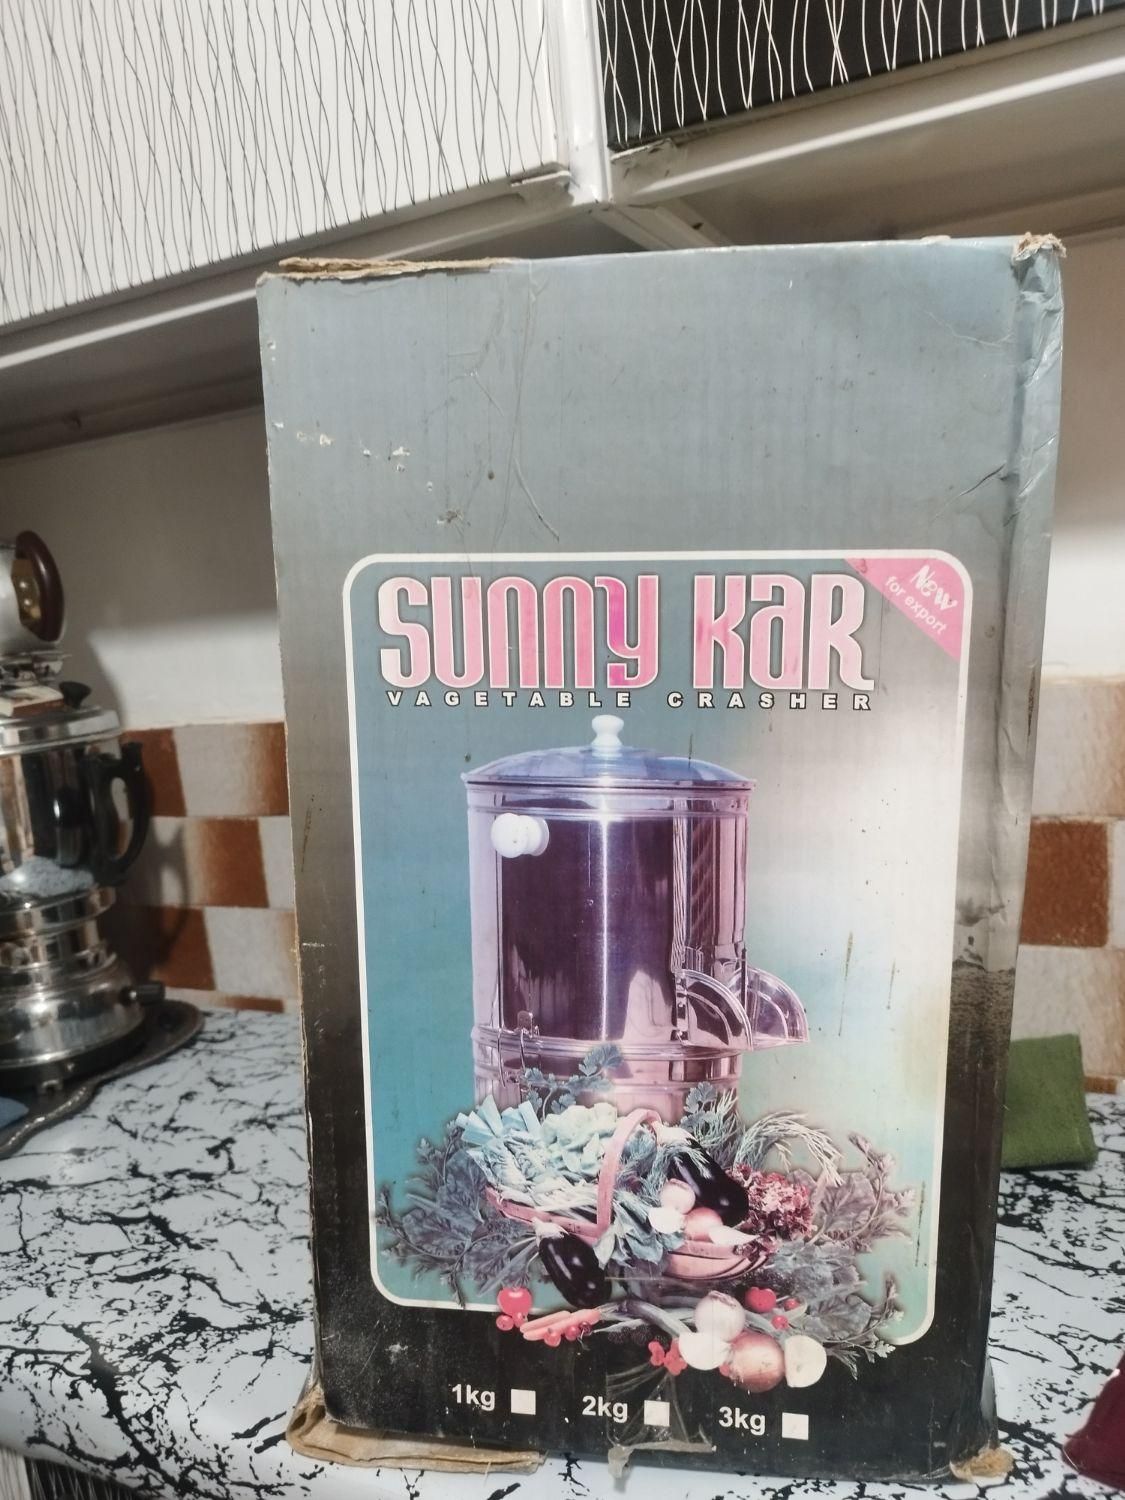 SUNNY KAR
New
for export
VAGETABLE CRASHER
1kg 2kg 3kg